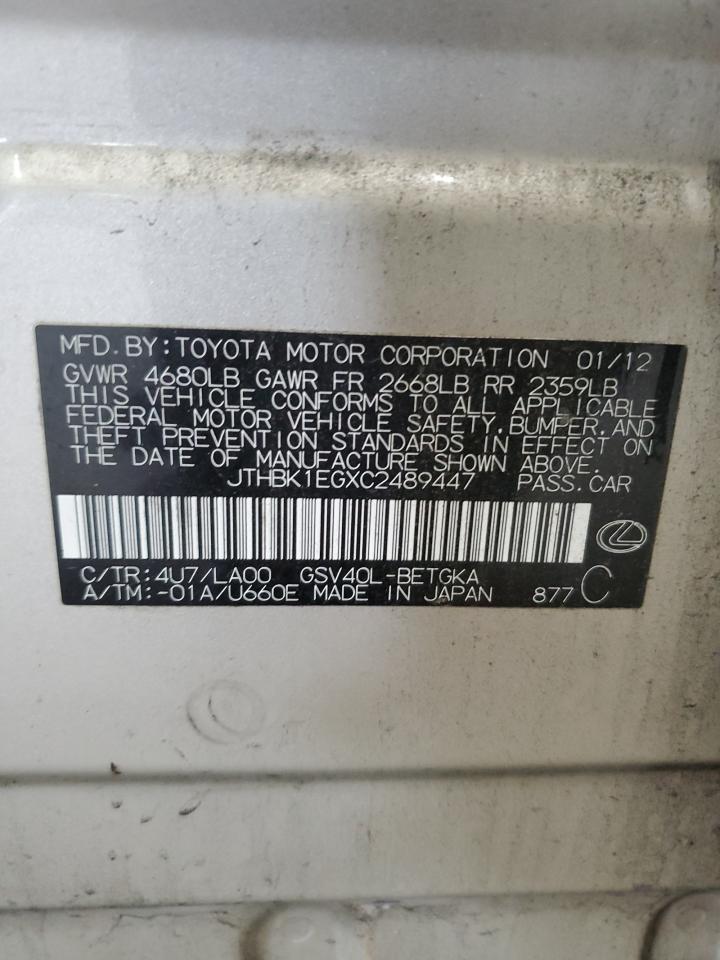 MFD. BY: TOYOTA MOTOR CORPORATION 01/12
GVWR 4680LB GAWR FR 2668LB RR 2359LB
THIS VEHICLE CONFORMS TO ALL APPLICABLE
FEDERAL MOTOR VEHICLE SAFETY, BUMPER, AND
THEFT PREVENTION STANDARDS IN EFFECT ON
THE DATE OF MANUFACTURE SHOWN ABOVE.
JTHBK1EGXC2489447 PASS. CAR
C/TR: 4U7/LA00 GSV40L-BETGKA
A/TM: -01A/U660E MADE IN JAPAN 877 C